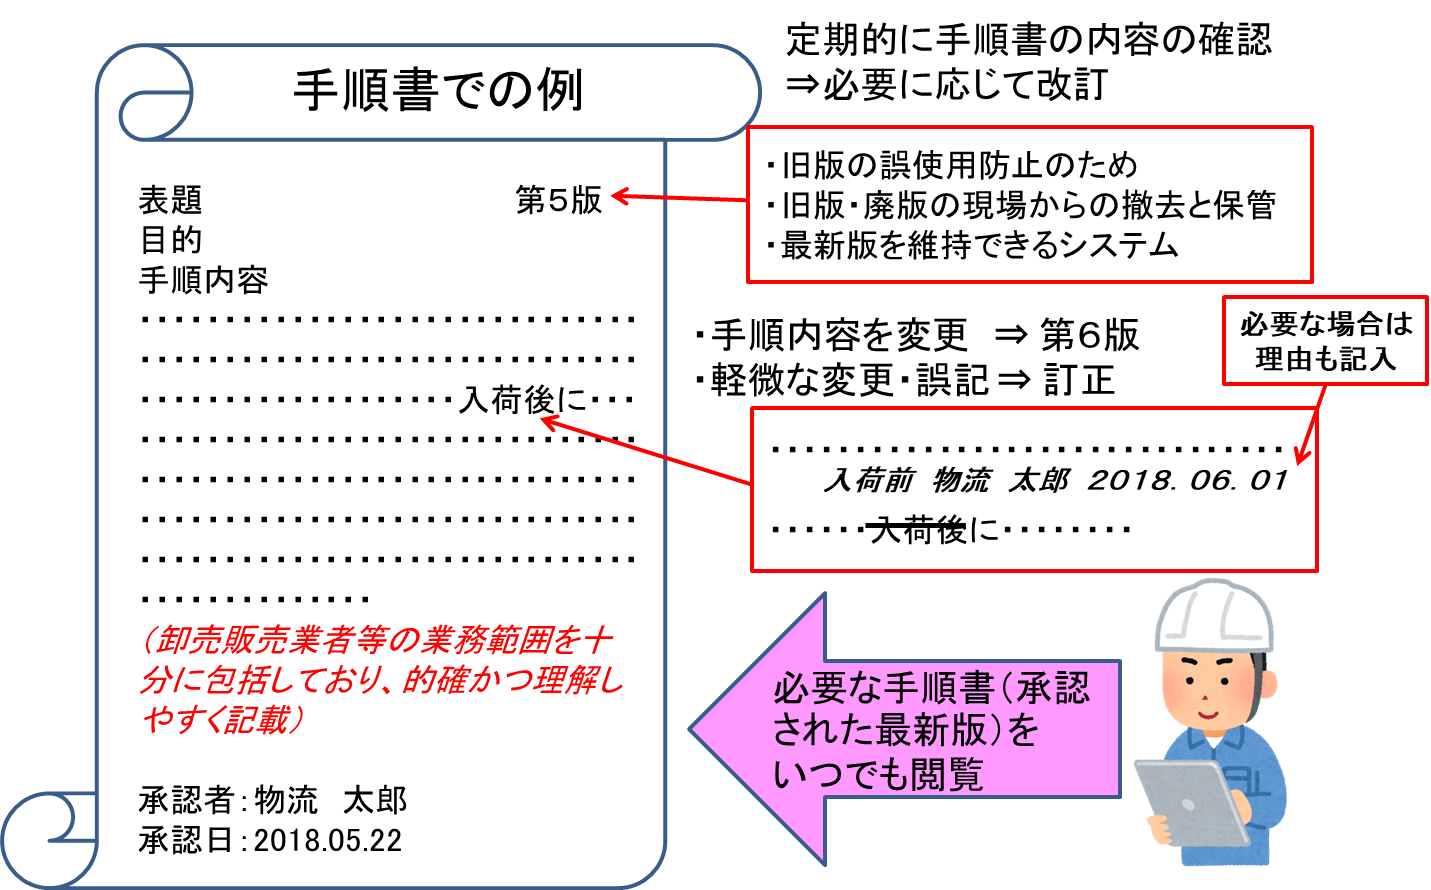 定期的に手順書の内容の確認
⇒必要に応じて改訂
手順書での例
・旧版の誤使用防止のため
・旧版・廃版の現場からの撤去と保管
・最新版を維持できるシステム
表題 第5版
目的
手順内容
・・・・・・・・・・・・・・・・・・・・・・・・・・・・・・
・・・・・・・・・・・・・・・・・・・・・・・・・・・・・・
・・・・・・・・・・・・・・・・・・・入荷後に・・・
・・・・・・・・・・・・・・・・・・・・・・・・・・・・・・
・・・・・・・・・・・・・・・・・・・・・・・・・・・・・・
・・・・・・・・・・・・・・・・・・・・・・・・・・・・・・
・・・・・・・・・・・・・・・・・・・・・・・・・・・・・・
・・・・・・・・・・・・・・
（卸売販売業者等の業務範囲を十
分に包括しており、的確かつ理解し
やすく記載）
承認者：物流 太郎
承認日：2018.05.22
・手順内容を変更 ⇒ 第6版
・軽微な変更・誤記 ⇒ 訂正
必要な場合は
理由も記入
・・・・・・・・・・・・・・・・・・・・・・・・・・・・・・・
入荷前 物流 太郎 2018.06.01
・・・・・・入荷後に・・・・・・・・
必要な手順書（承認
された最新版）を
いつでも閲覧